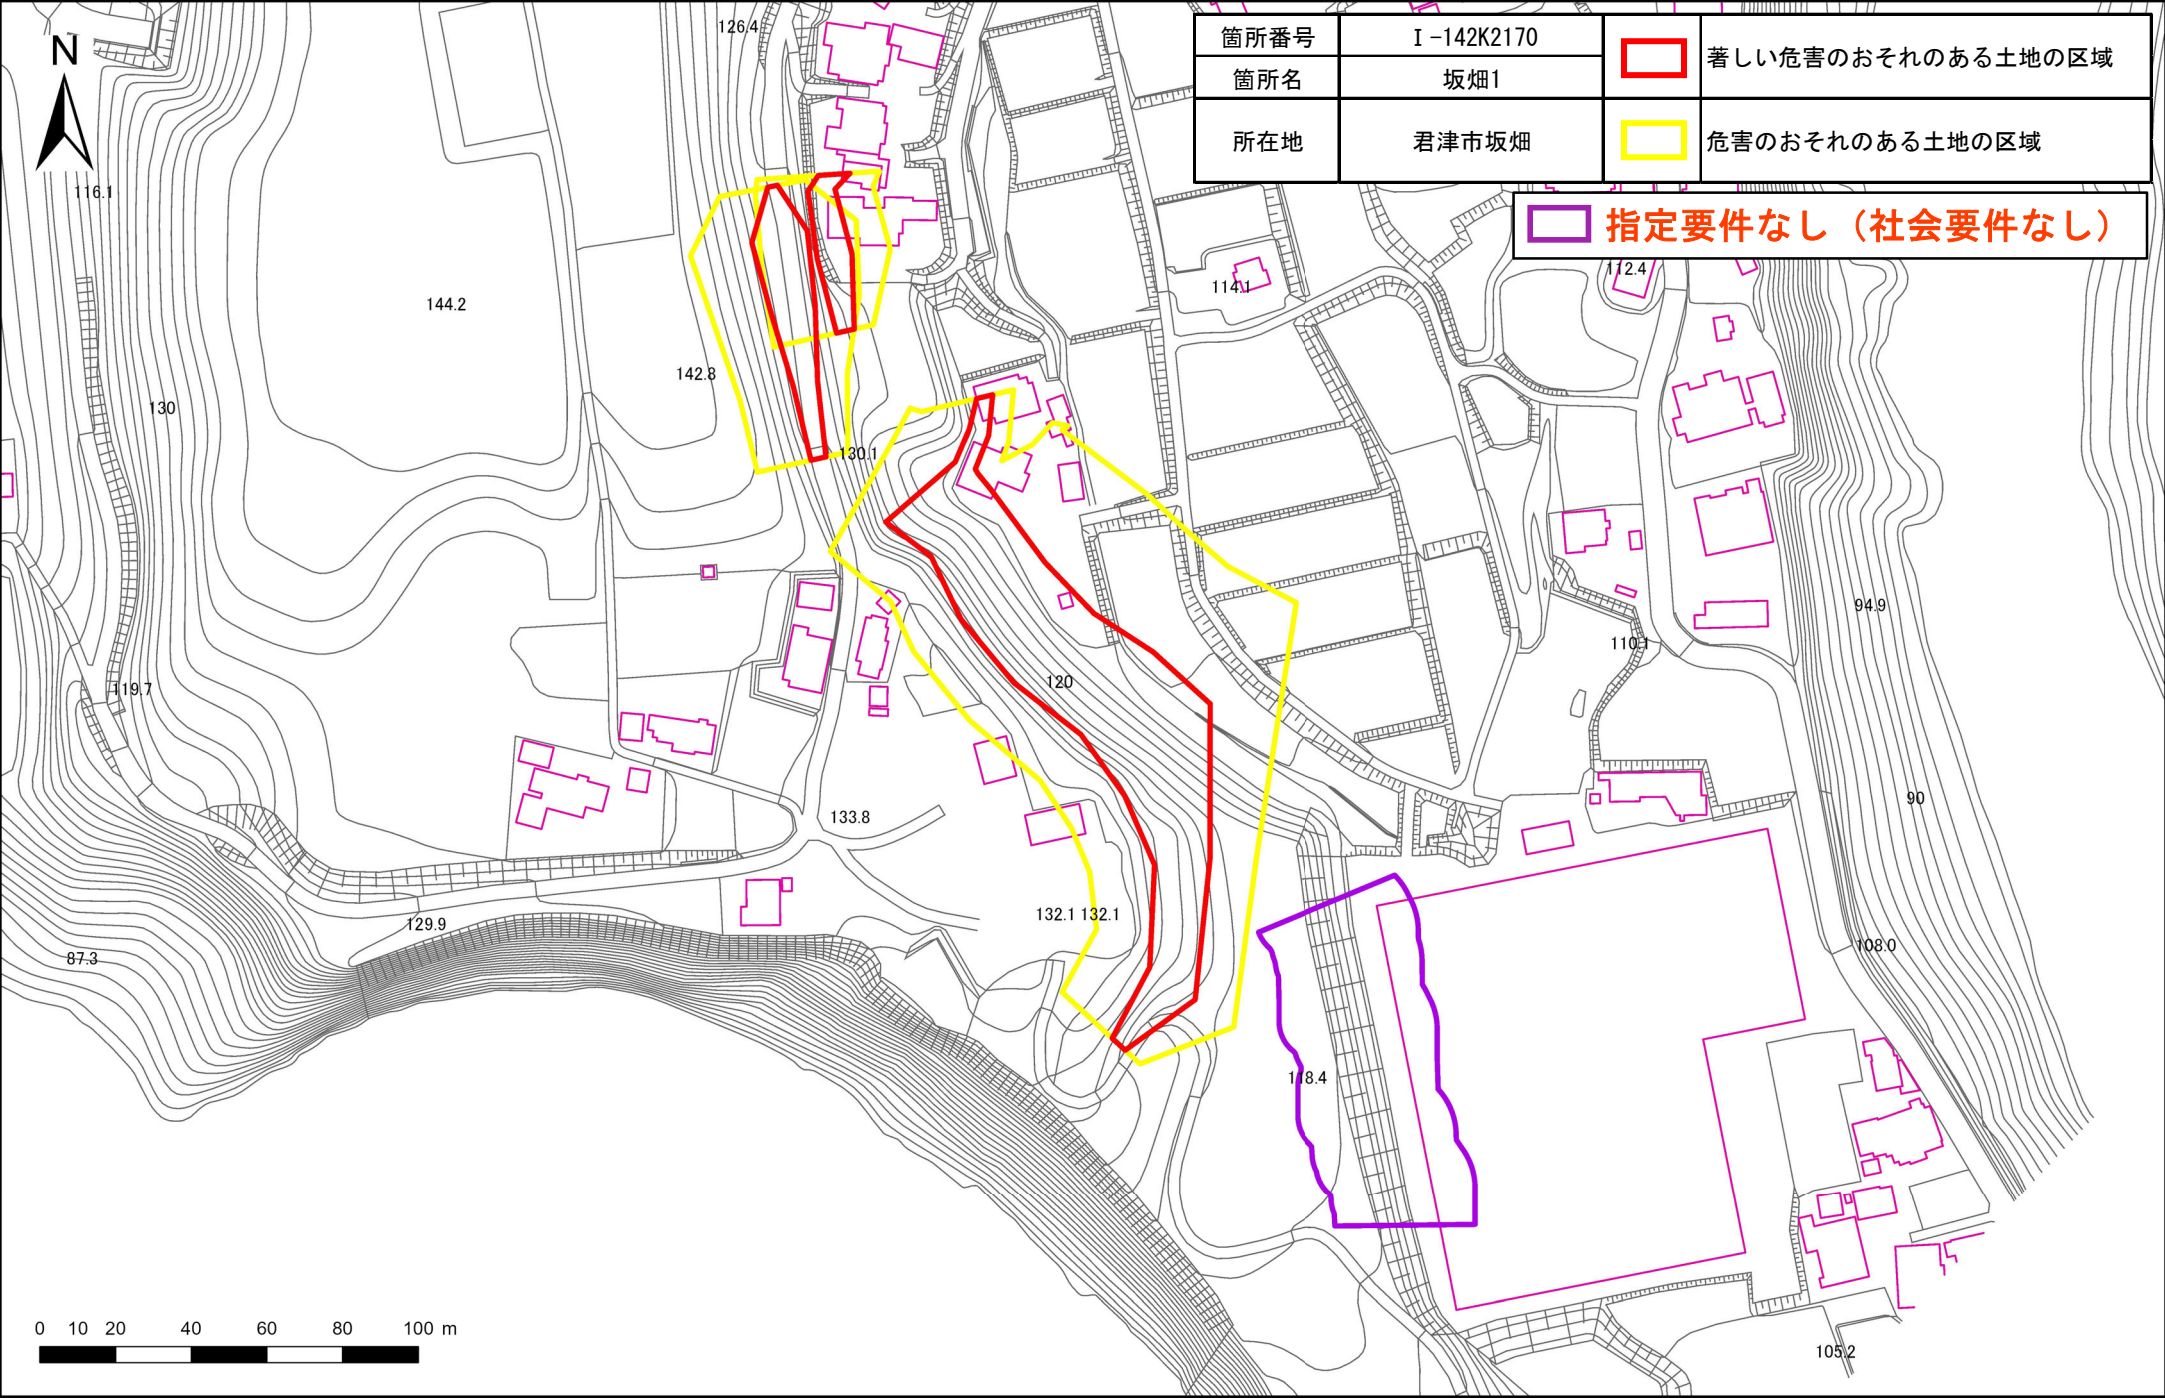 箇所番号 Ⅰ-142K2170
箇所名 坂畑1
所在地 君津市坂畑
著しい危害のおそれのある土地の区域
危害のおそれのある土地の区域
指定要件なし（社会要件なし）
N
126.4
116.1
112.4
114.1
144.2
142.8
130
130.1
94.9
110.1
120
119.7
90
133.8
132.1 132.1
129.9
108.0
87.3
118.4
0 10 20 40 60 80 100 m
105.2